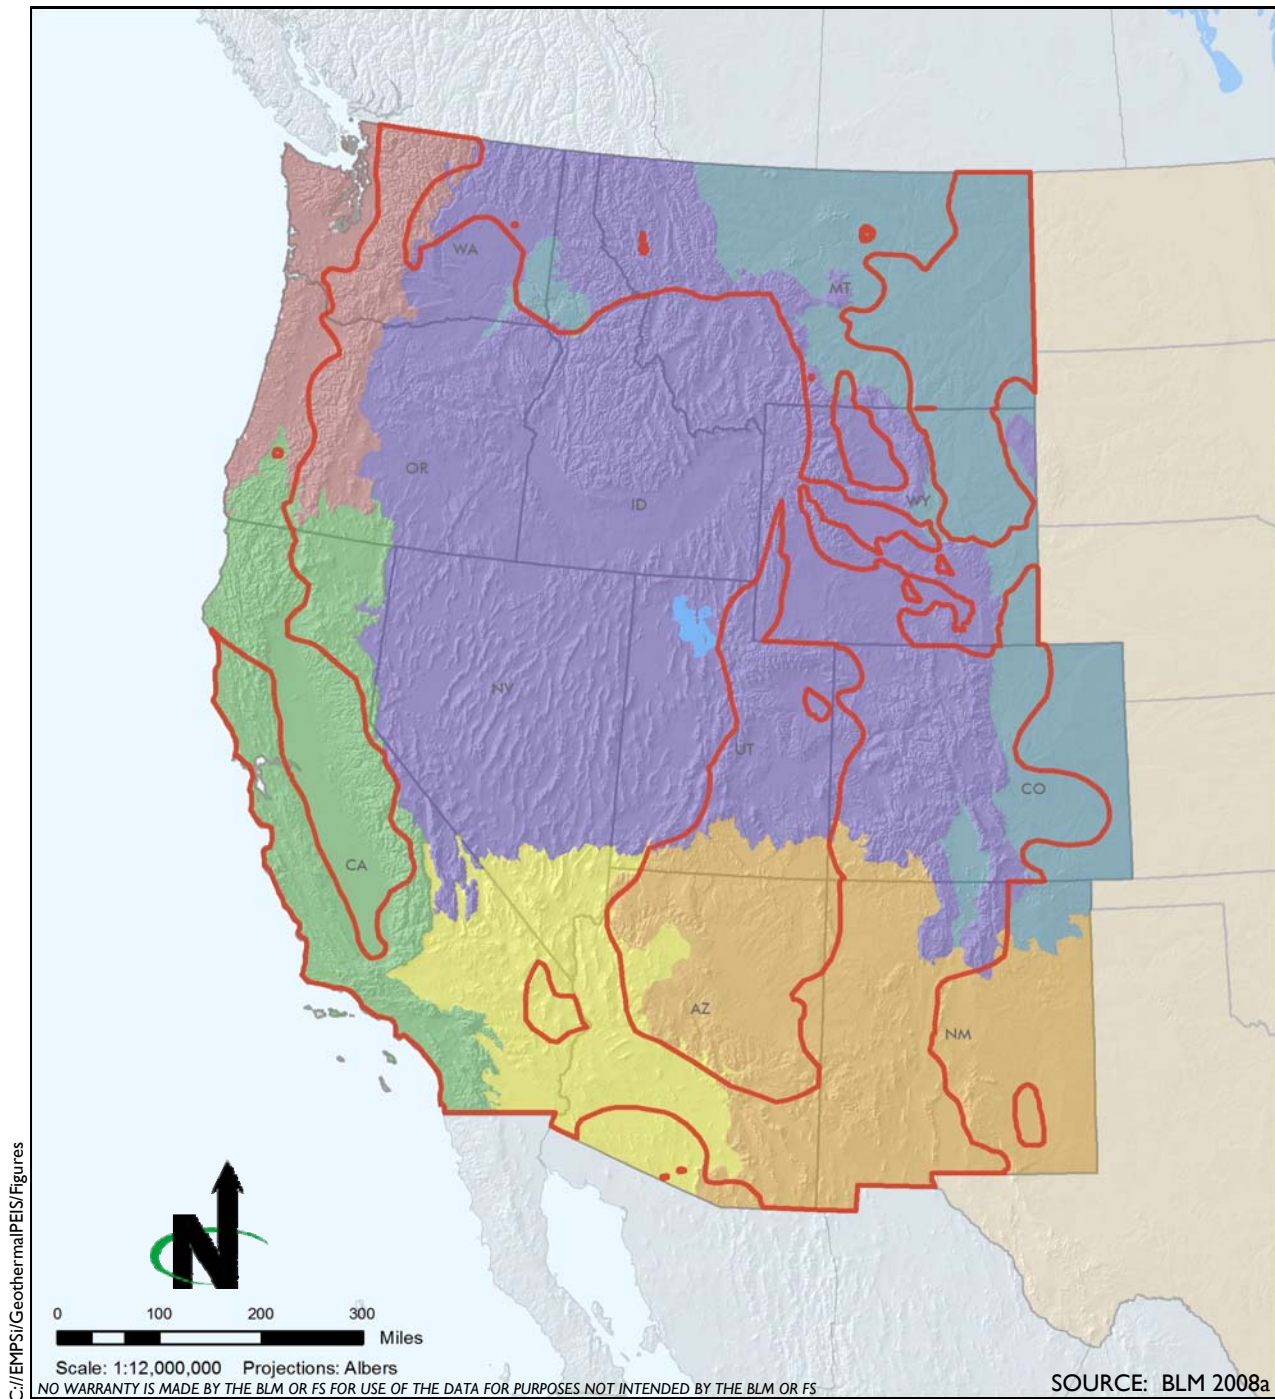 WA
MT
OR
ID
WY
NV
UT
CO
CA
AZ
NM
N
0 100 200 300
Miles
Scale: 1:12,000,000 Projections: Albers
NO WARRANTY IS MADE BY THE BLM OR FS FOR USE OF THE DATA FOR PURPOSES NOT INTENDED BY THE BLM OR FS
SOURCE: BLM 2008a
C://EMPSi/GeothermalPEIS/Figures